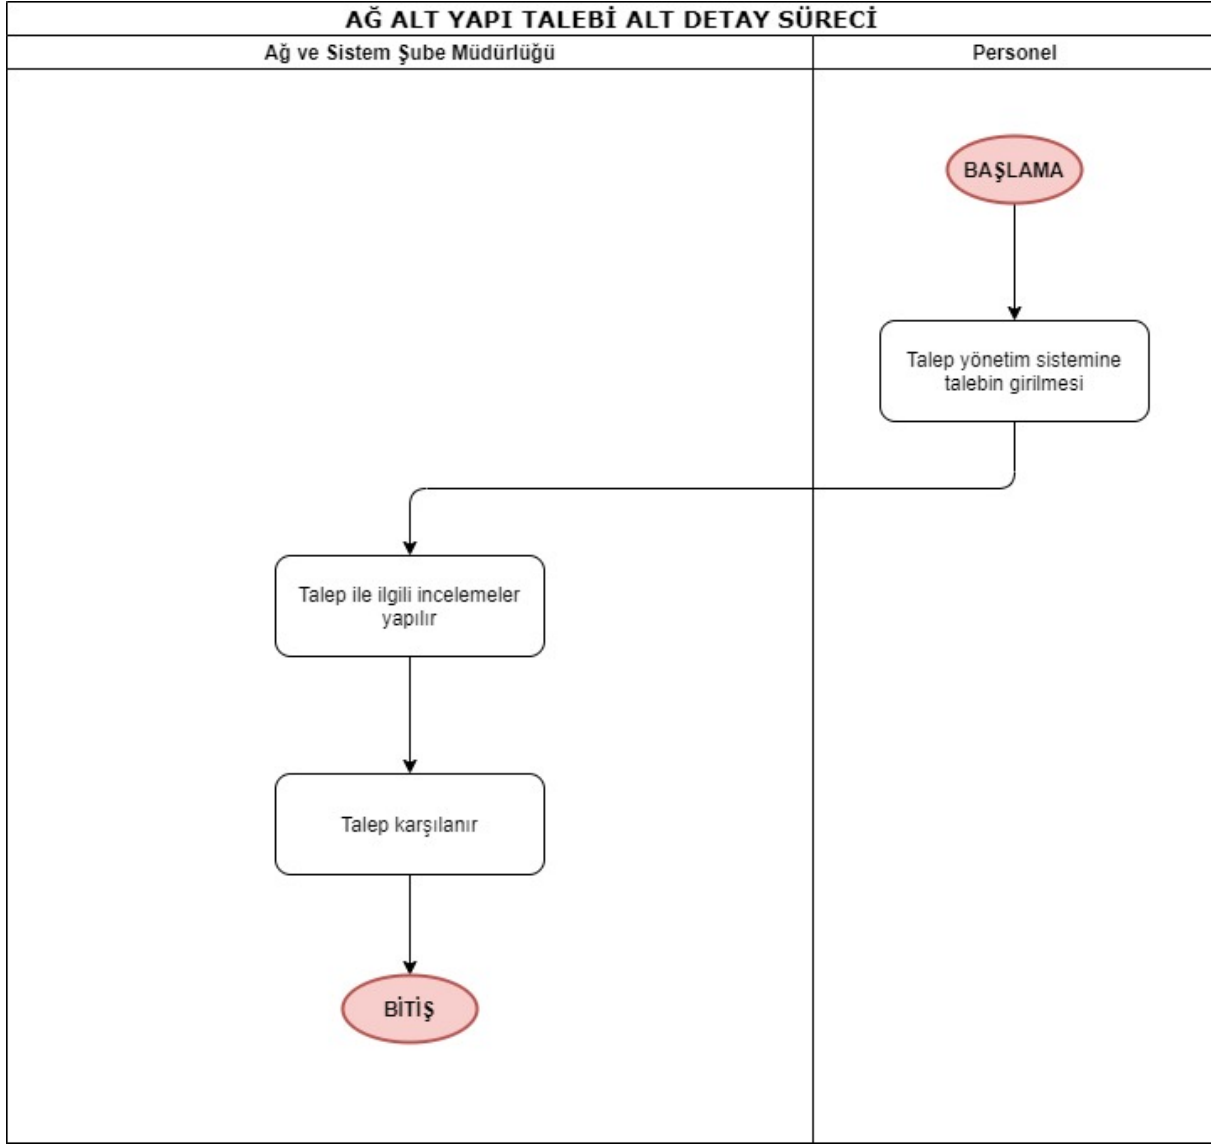 AĞ ALT YAPI TALEBİ ALT DETAY SÜRECİ
Ağ ve Sistem Şube Müdürlüğü
Personel
BAŞLAMA
Talep yönetim sistemine
talebin girilmesi
Talep ile ilgili incelemeler
yapılır
Talep karşılanır
BİTİŞ